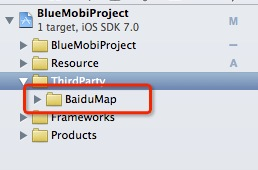 BlueMobiProject
M
1 target, iOS SDK 7.0
BlueMobiProject
Resource
A
ThirdParty
BaiduMap
Frameworks
Products